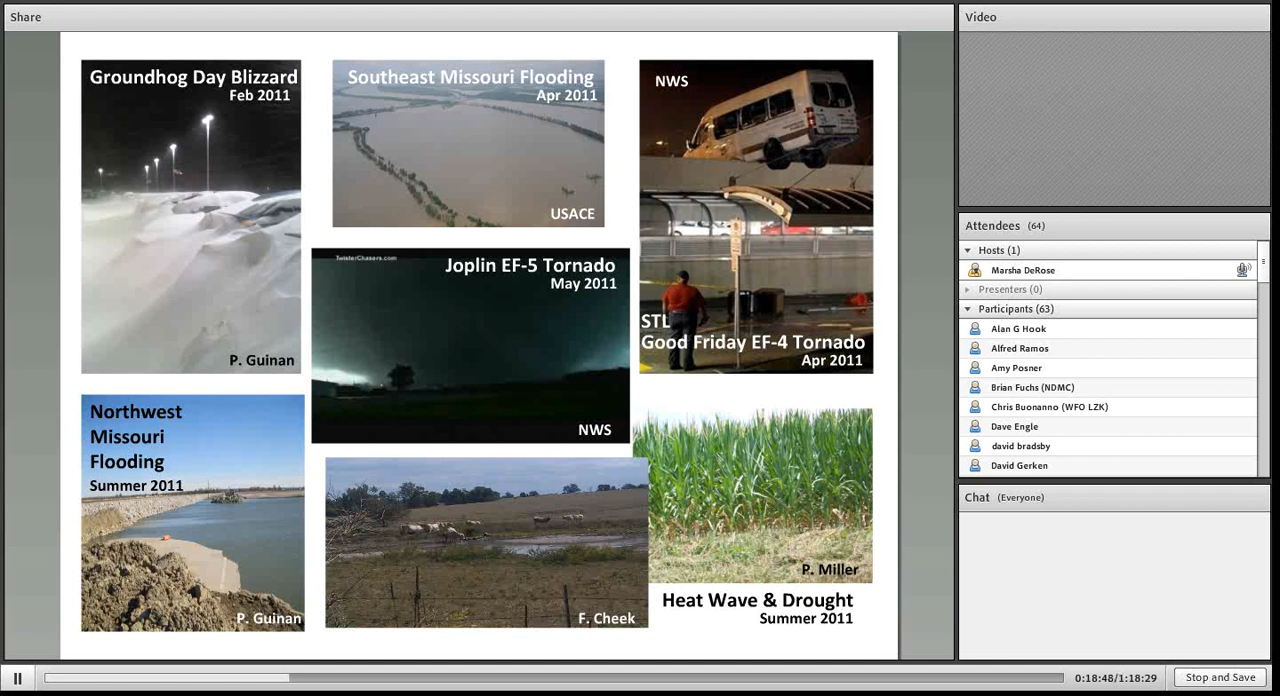 Share
Groundhog Day Blizzard
Feb 2011
P. Guinan
Southeast Missouri Flooding
Apr 2011
USACE
NWS
STL
Good Friday EF-4 Tornado
Apr 2011
TwisterChasers.com
Joplin EF-5 Tornado
May 2011
NWS
Northwest
Missouri
Flooding
Summer 2011
P. Guinan
F. Cheek
P. Miller
Heat Wave & Drought
Summer 2011
Video
Attendees (64)
Hosts (1)
Marsha DeRose
Presenters (0)
Participants (63)
Alan G Hook
Alfred Ramos
Amy Posner
Brian Fuchs (NDMC)
Chris Buonanno (WFO LZK)
Dave Engle
david bradsby
David Gerken
Chat (Everyone)
0:18:48/1:18:29
Stop and Save